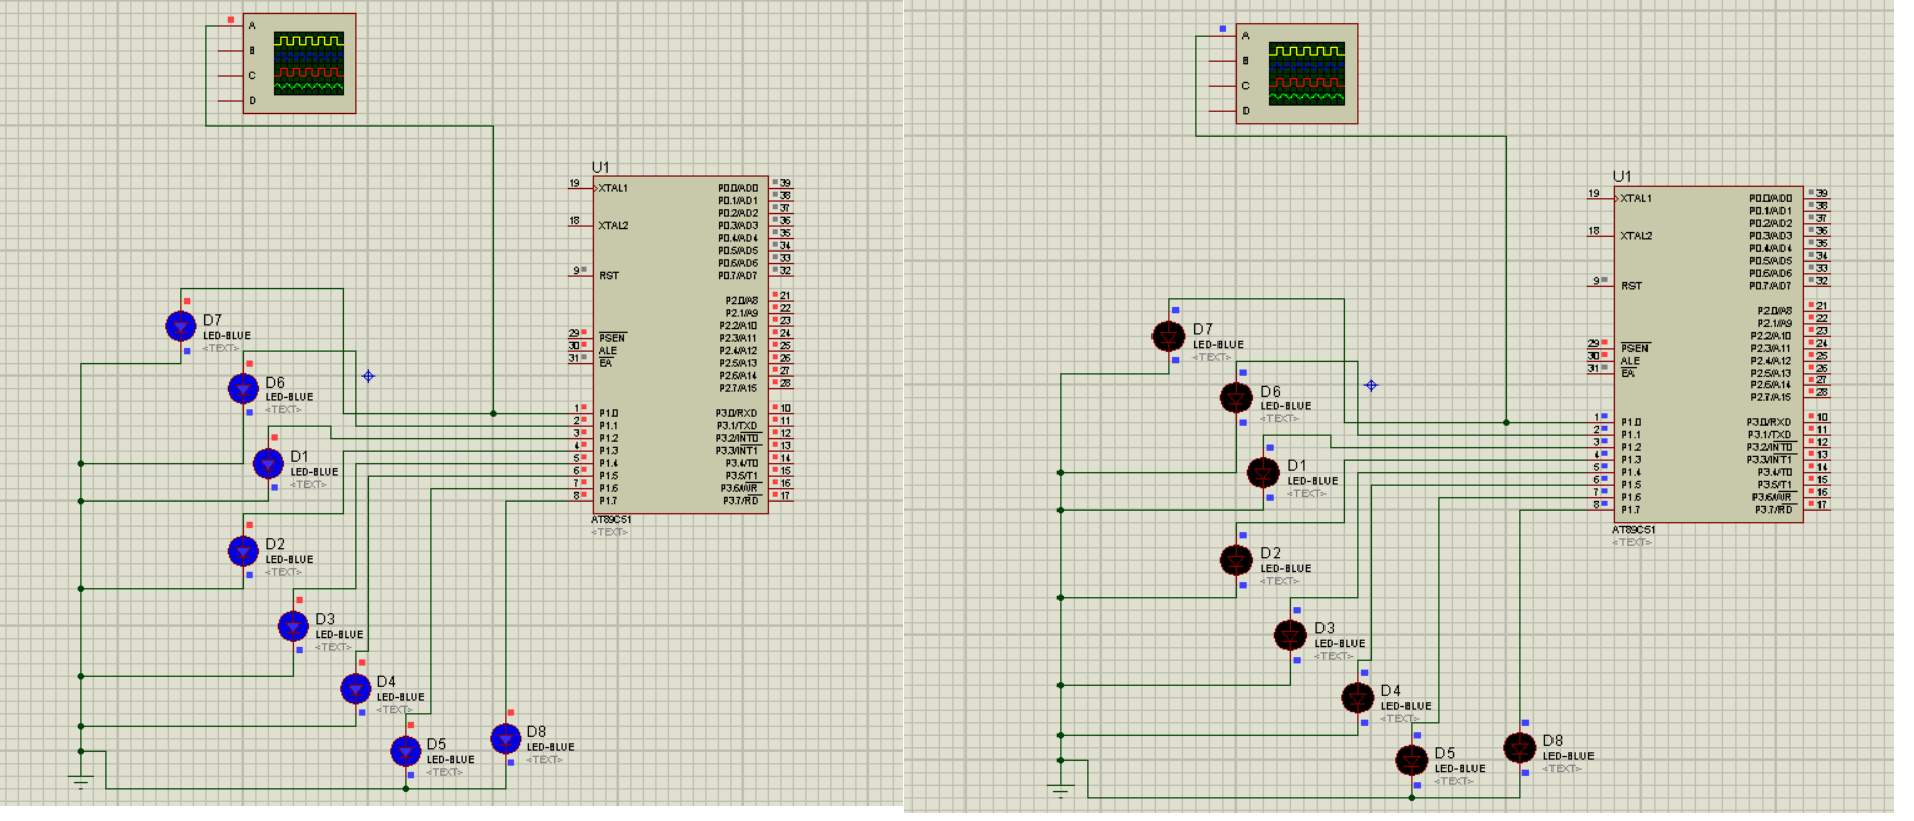 A
B
C
D
U1
19 XTAL1
18 XTAL2
9 RST
29 PSEN
30 ALE
31 EA
1 P1.0
2 P1.1
3 P1.2
4 P1.3
5 P1.4
6 P1.5
7 P1.6
8 P1.7
P0.0/AD0 39
P0.1/AD1 38
P0.2/AD2 37
P0.3/AD3 36
P0.4/AD4 35
P0.5/AD5 34
P0.6/AD6 33
P0.7/AD7 32
P2.0/A8 21
P2.1/A9 22
P2.2/A10 23
P2.3/A11 24
P2.4/A12 25
P2.5/A13 26
P2.6/A14 27
P2.7/A15 28
P3.0/RXD 10
P3.1/TXD 11
P3.2/INT0 12
P3.3/INT1 13
P3.4/T0 14
P3.5/T1 15
P3.6/WR 16
P3.7/RD 17
AT89C51
<TEXT>
D7
LED-BLUE
<TEXT>
D6
LED-BLUE
<TEXT>
D1
LED-BLUE
<TEXT>
D2
LED-BLUE
<TEXT>
D3
LED-BLUE
<TEXT>
D4
LED-BLUE
<TEXT>
D5
LED-BLUE
<TEXT>
D8
LED-BLUE
<TEXT>
A
B
C
D
U1
19 XTAL1
18 XTAL2
9 RST
29 PSEN
30 ALE
31 EA
1 P1.0
2 P1.1
3 P1.2
4 P1.3
5 P1.4
6 P1.5
7 P1.6
8 P1.7
P0.0/AD0 39
P0.1/AD1 38
P0.2/AD2 37
P0.3/AD3 36
P0.4/AD4 35
P0.5/AD5 34
P0.6/AD6 33
P0.7/AD7 32
P2.0/A8 21
P2.1/A9 22
P2.2/A10 23
P2.3/A11 24
P2.4/A12 25
P2.5/A13 26
P2.6/A14 27
P2.7/A15 28
P3.0/RXD 10
P3.1/TXD 11
P3.2/INT0 12
P3.3/INT1 13
P3.4/T0 14
P3.5/T1 15
P3.6/WR 16
P3.7/RD 17
AT89C51
<TEXT>
D7
LED-BLUE
<TEXT>
D6
LED-BLUE
<TEXT>
D1
LED-BLUE
<TEXT>
D2
LED-BLUE
<TEXT>
D3
LED-BLUE
<TEXT>
D4
LED-BLUE
<TEXT>
D5
LED-BLUE
<TEXT>
D8
LED-BLUE
<TEXT>